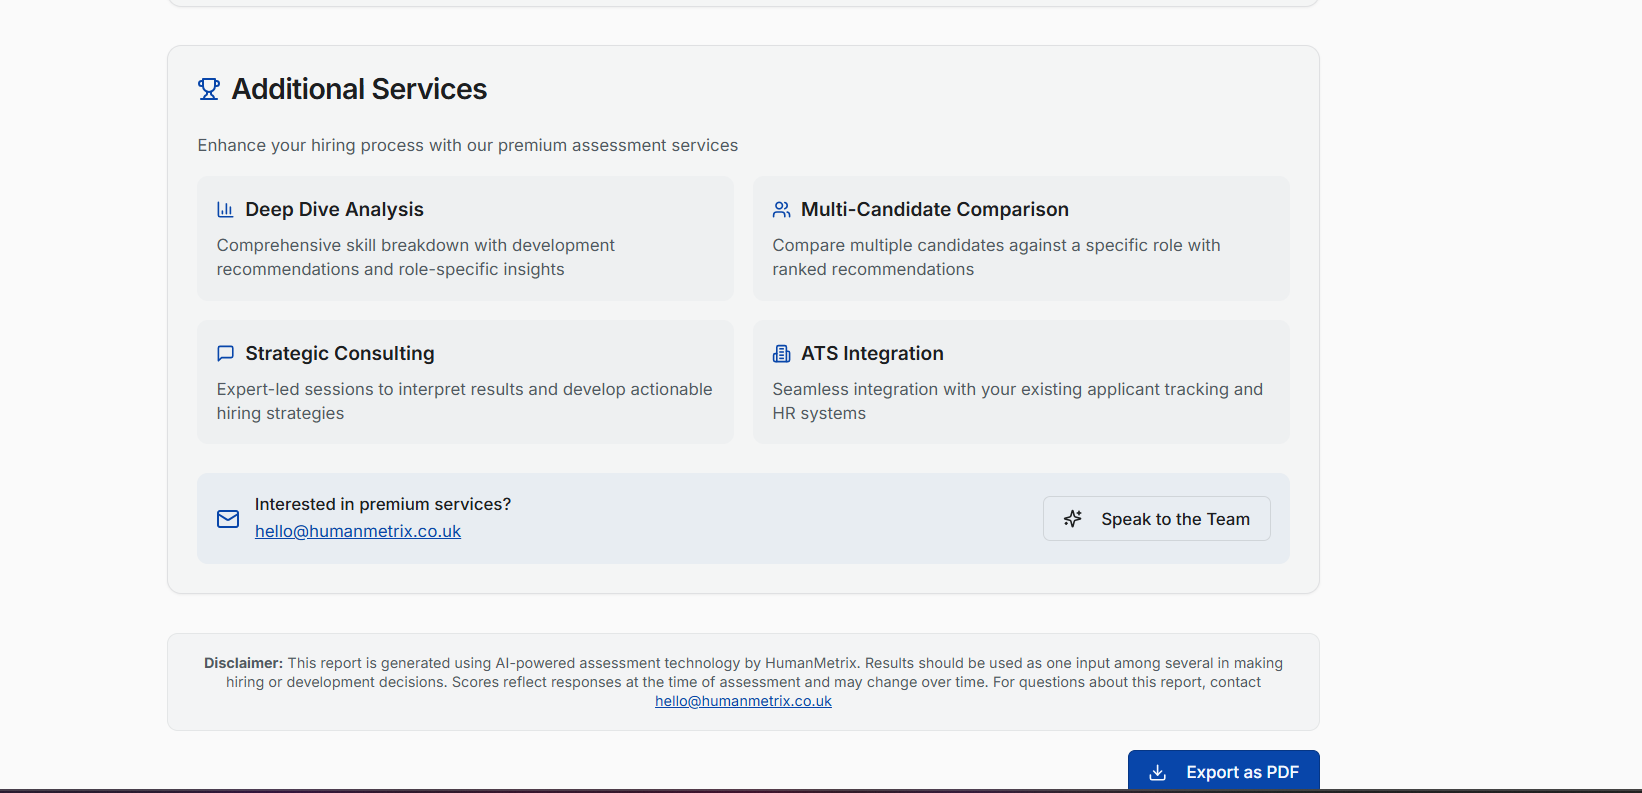 Additional Services
Enhance your hiring process with our premium assessment services
Deep Dive Analysis
Comprehensive skill breakdown with development
recommendations and role-specific insights
Multi-Candidate Comparison
Compare multiple candidates against a specific role with
ranked recommendations
Strategic Consulting
Expert-led sessions to interpret results and develop actionable
hiring strategies
ATS Integration
Seamless integration with your existing applicant tracking and
HR systems
Interested in premium services?
hello@humanmetrix.co.uk
Speak to the Team
Disclaimer: This report is generated using AI-powered assessment technology by HumanMetrix. Results should be used as one input among several in making
hiring or development decisions. Scores reflect responses at the time of assessment and may change over time. For questions about this report, contact
hello@humanmetrix.co.uk
Export as PDF